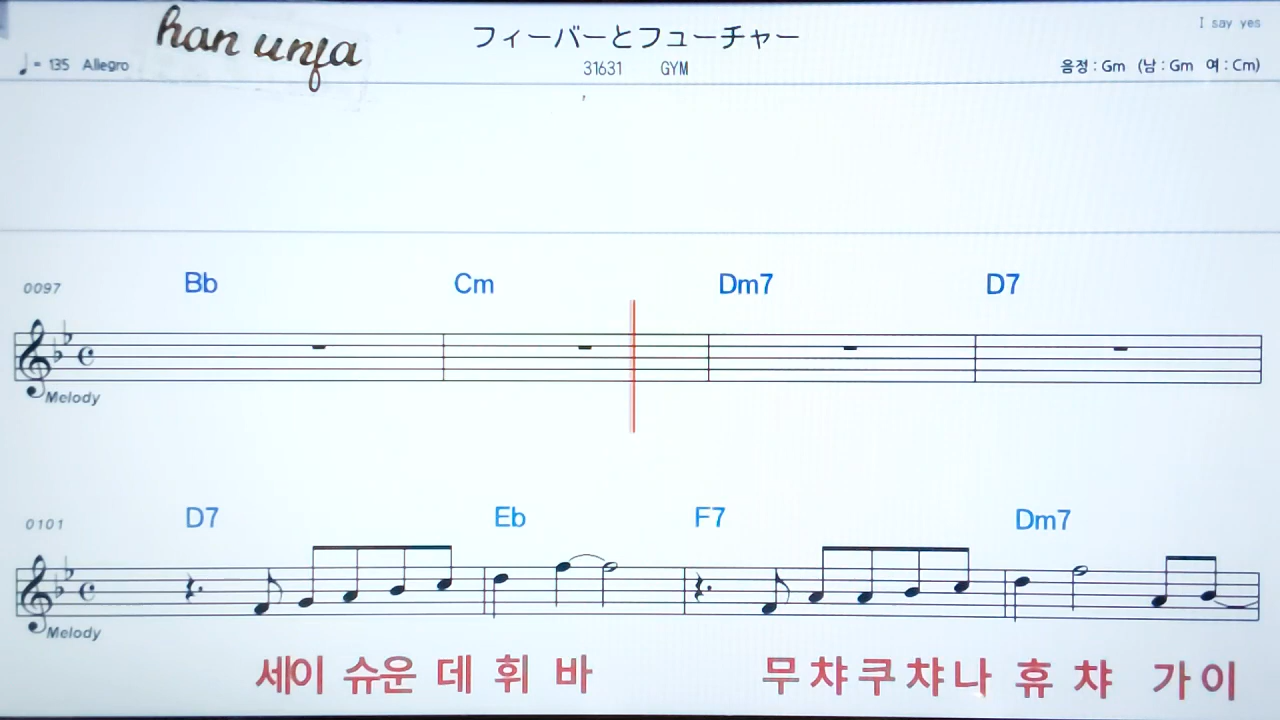 han unfa
フィーバーとフューチャー
I say yes
♩= 135 Allegro
31631 GYM
음정 : Gm (남 : Gm 여 : Cm)
0097 Bb Cm Dm7 D7
Melody
0101 D7 Eb F7 Dm7
Melody
세이 슈운 데 휘 바 무 챠 쿠 챠 나 휴 챠 가 이